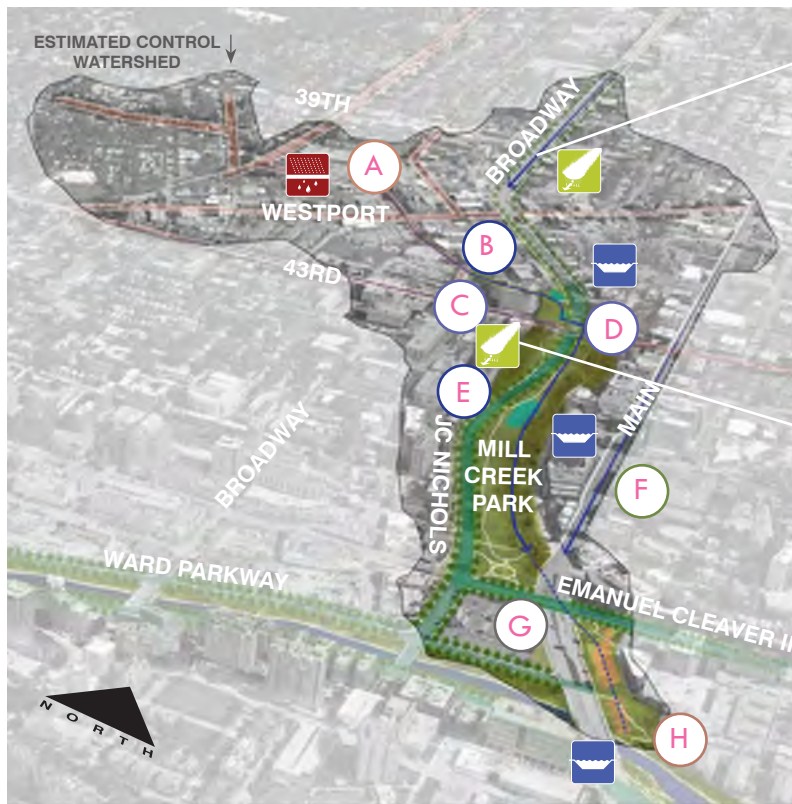 ESTIMATED CONTROL
WATERSHED
39TH
BROADWAY
A
WESTPORT
B
43RD
C
D
E
MAIN
BROADWAY
JC NICHOLS
MILL
CREEK
PARK
F
WARD PARKWAY
EMANUEL CLEAVER II
G
NORTH
H